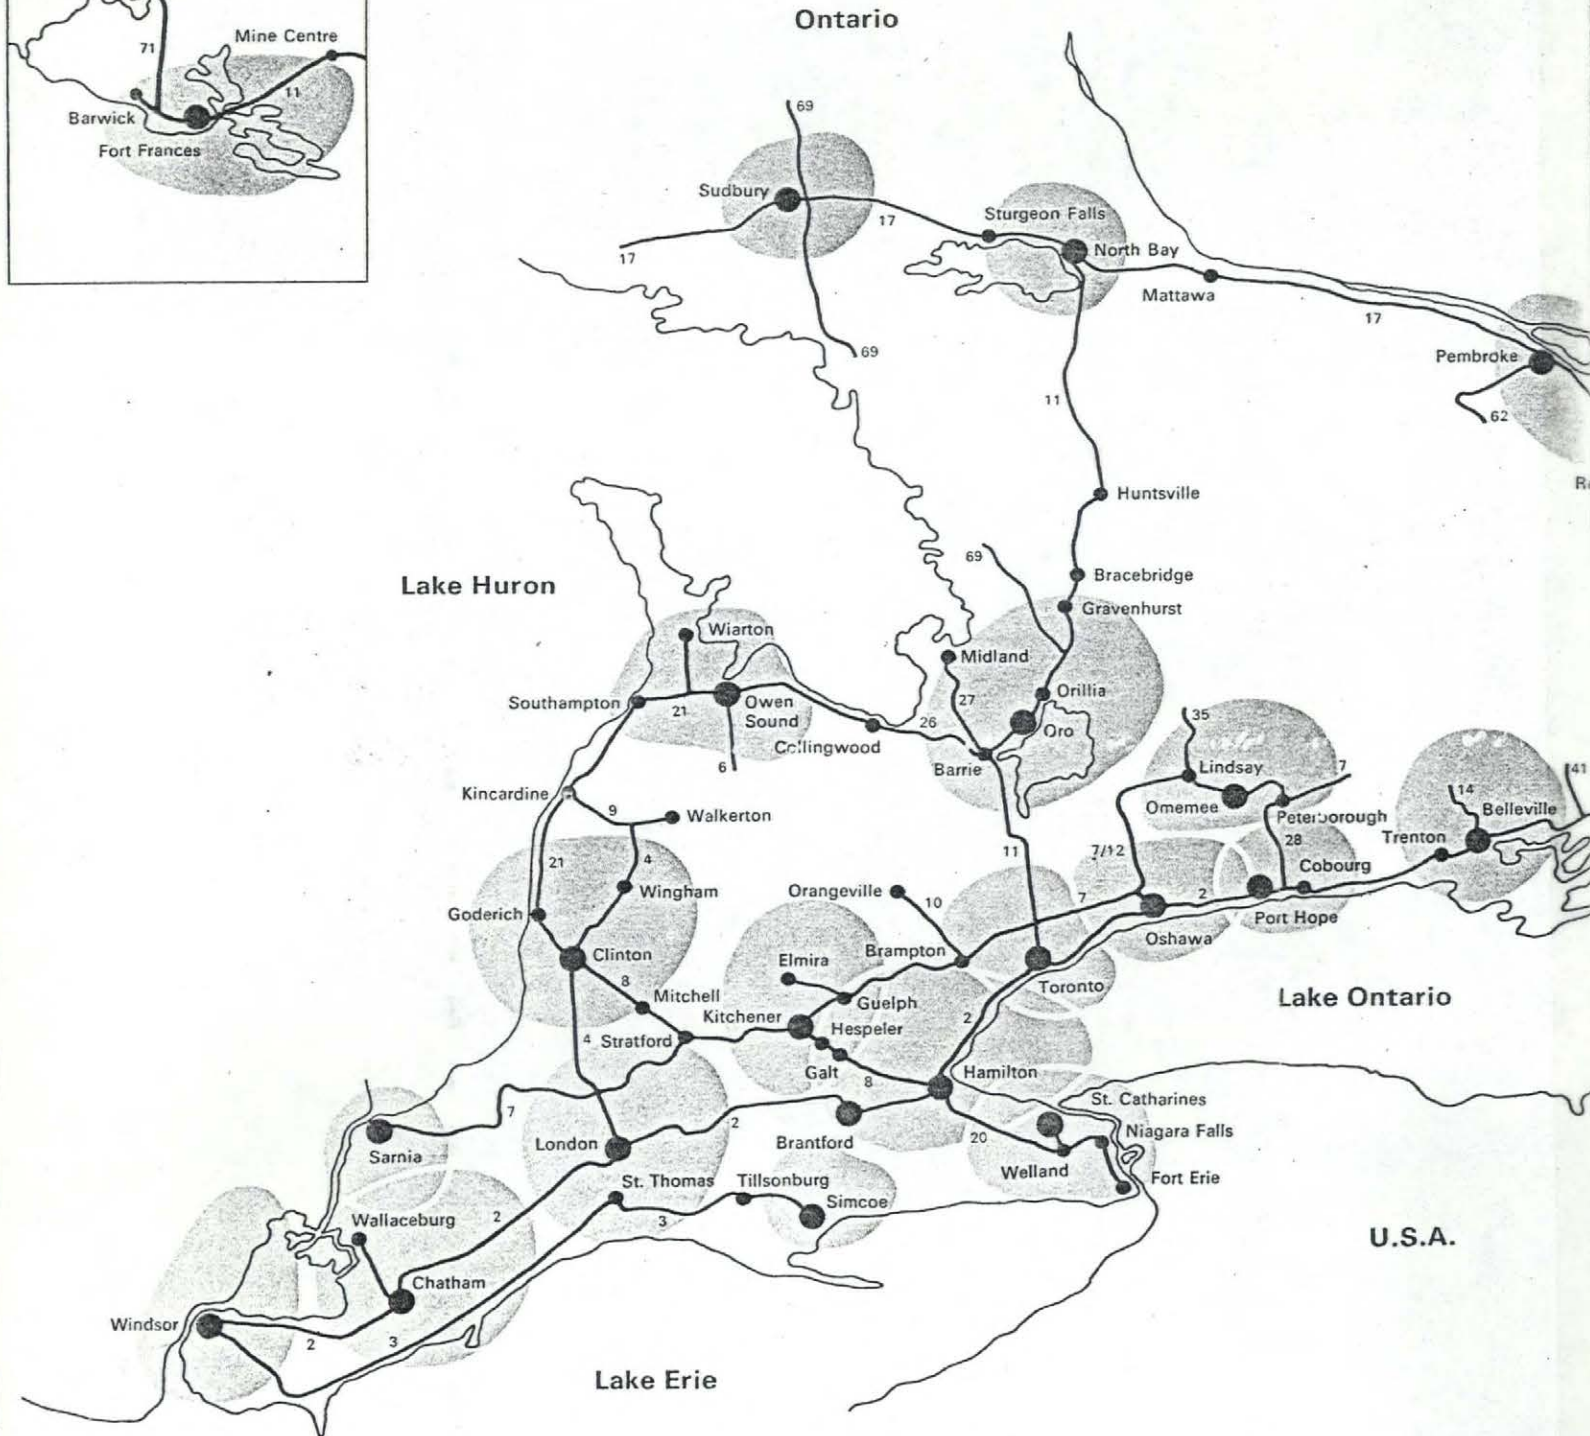 Ontario
Mine Centre
71
11
Barwick
Fort Frances
69
Sudbury
17
Sturgeon Falls
North Bay
17
Mattawa
17
69
Pembroke
11
62
Huntsville
69
Lake Huron
Bracebridge
Gravenhurst
Wiarton
Midland
Orillia
Southampton
21
Owen
Sound
27
26
Oro
35
Collingwood
Barrie
6
Lindsay
7
41
Kincardine
14
9
Walkerton
Omemee
Peterborough
Belleville
Trenton
28
21
4
11
7/12
Cobourg
Wingham
Orangeville
10
7
2
Goderich
Port Hope
Clinton
Brampton
Oshawa
Elmira
8
Toronto
Mitchell
Guelph
Lake Ontario
Kitchener
2
Hespeler
4
Stratford
Galt
8
Hamilton
St. Catharines
7
2
Niagara Falls
London
Brantford
20
Sarnia
Welland
Fort Erie
St. Thomas
Tillsonburg
Simcoe
Wallaceburg
2
3
U.S.A.
Chatham
Windsor
2
3
Lake Erie